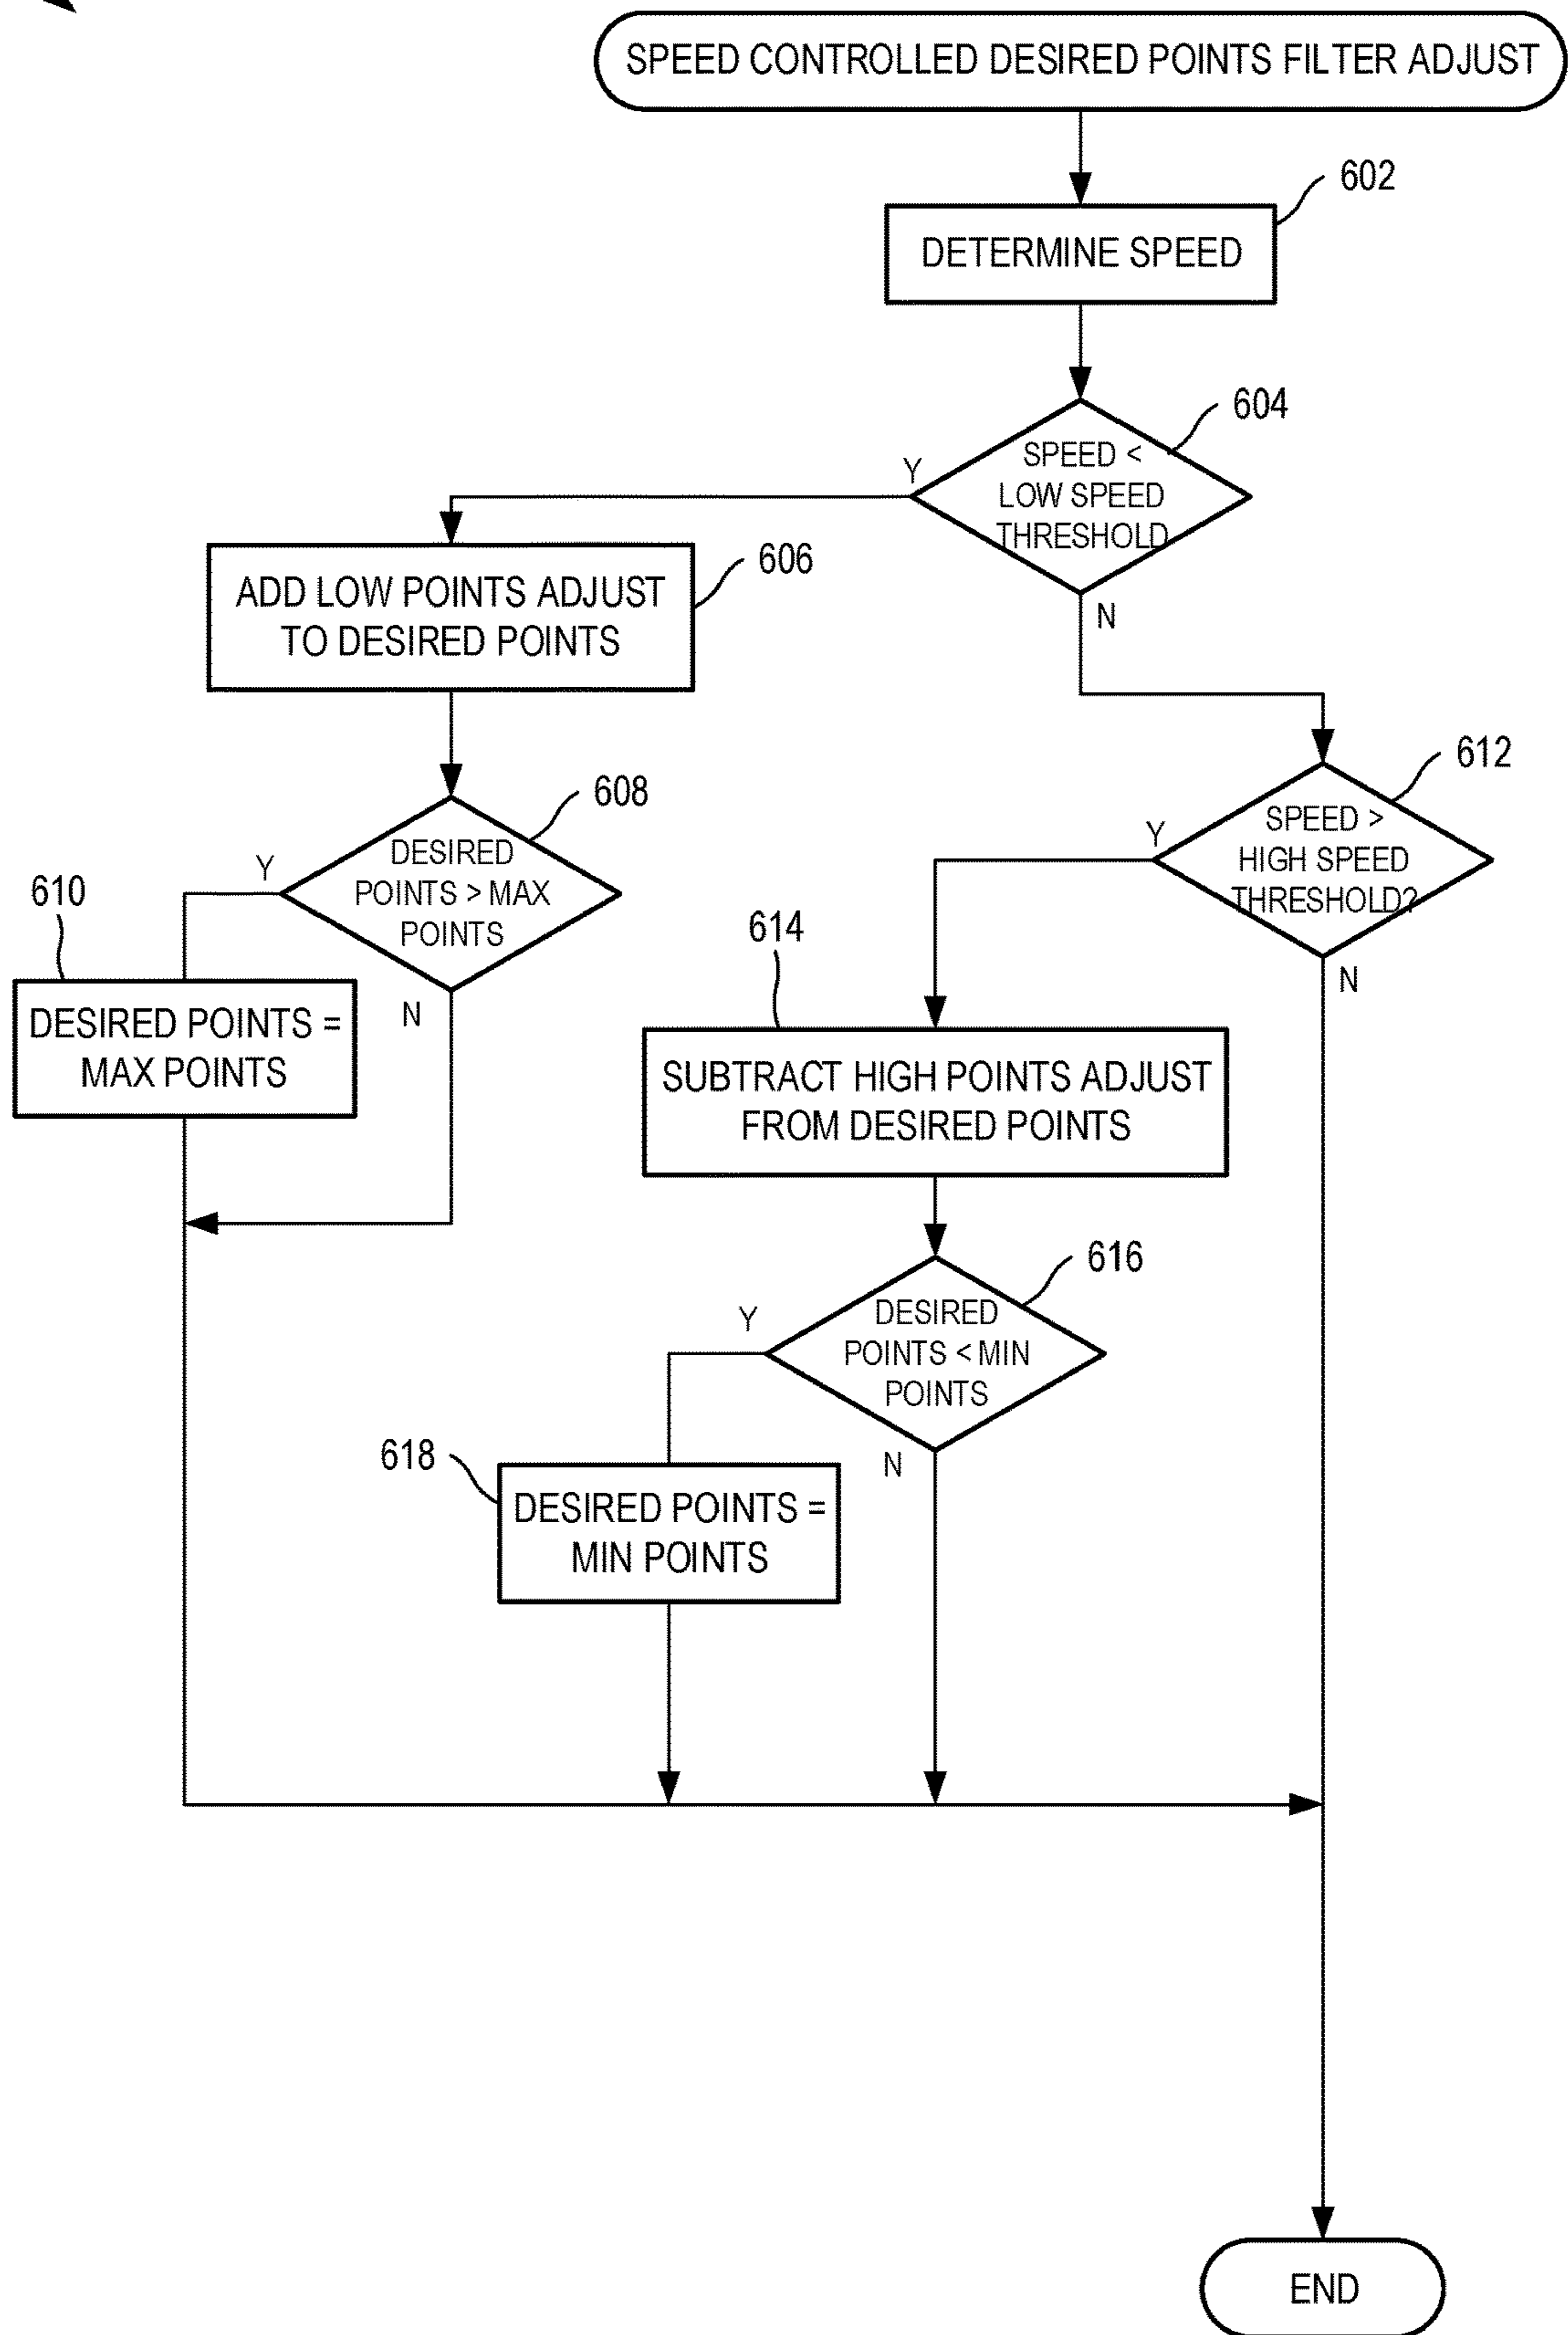 SPEED CONTROLLED DESIRED POINTS FILTER ADJUST
602
DETERMINE SPEED
604
SPEED <
LOW SPEED
THRESHOLD
Y
N
606
ADD LOW POINTS ADJUST
TO DESIRED POINTS
608
DESIRED
POINTS > MAX
POINTS
Y
N
610
DESIRED POINTS =
MAX POINTS
612
SPEED >
HIGH SPEED
THRESHOLD?
Y
N
614
SUBTRACT HIGH POINTS ADJUST
FROM DESIRED POINTS
616
DESIRED
POINTS < MIN
POINTS
Y
N
618
DESIRED POINTS =
MIN POINTS
END